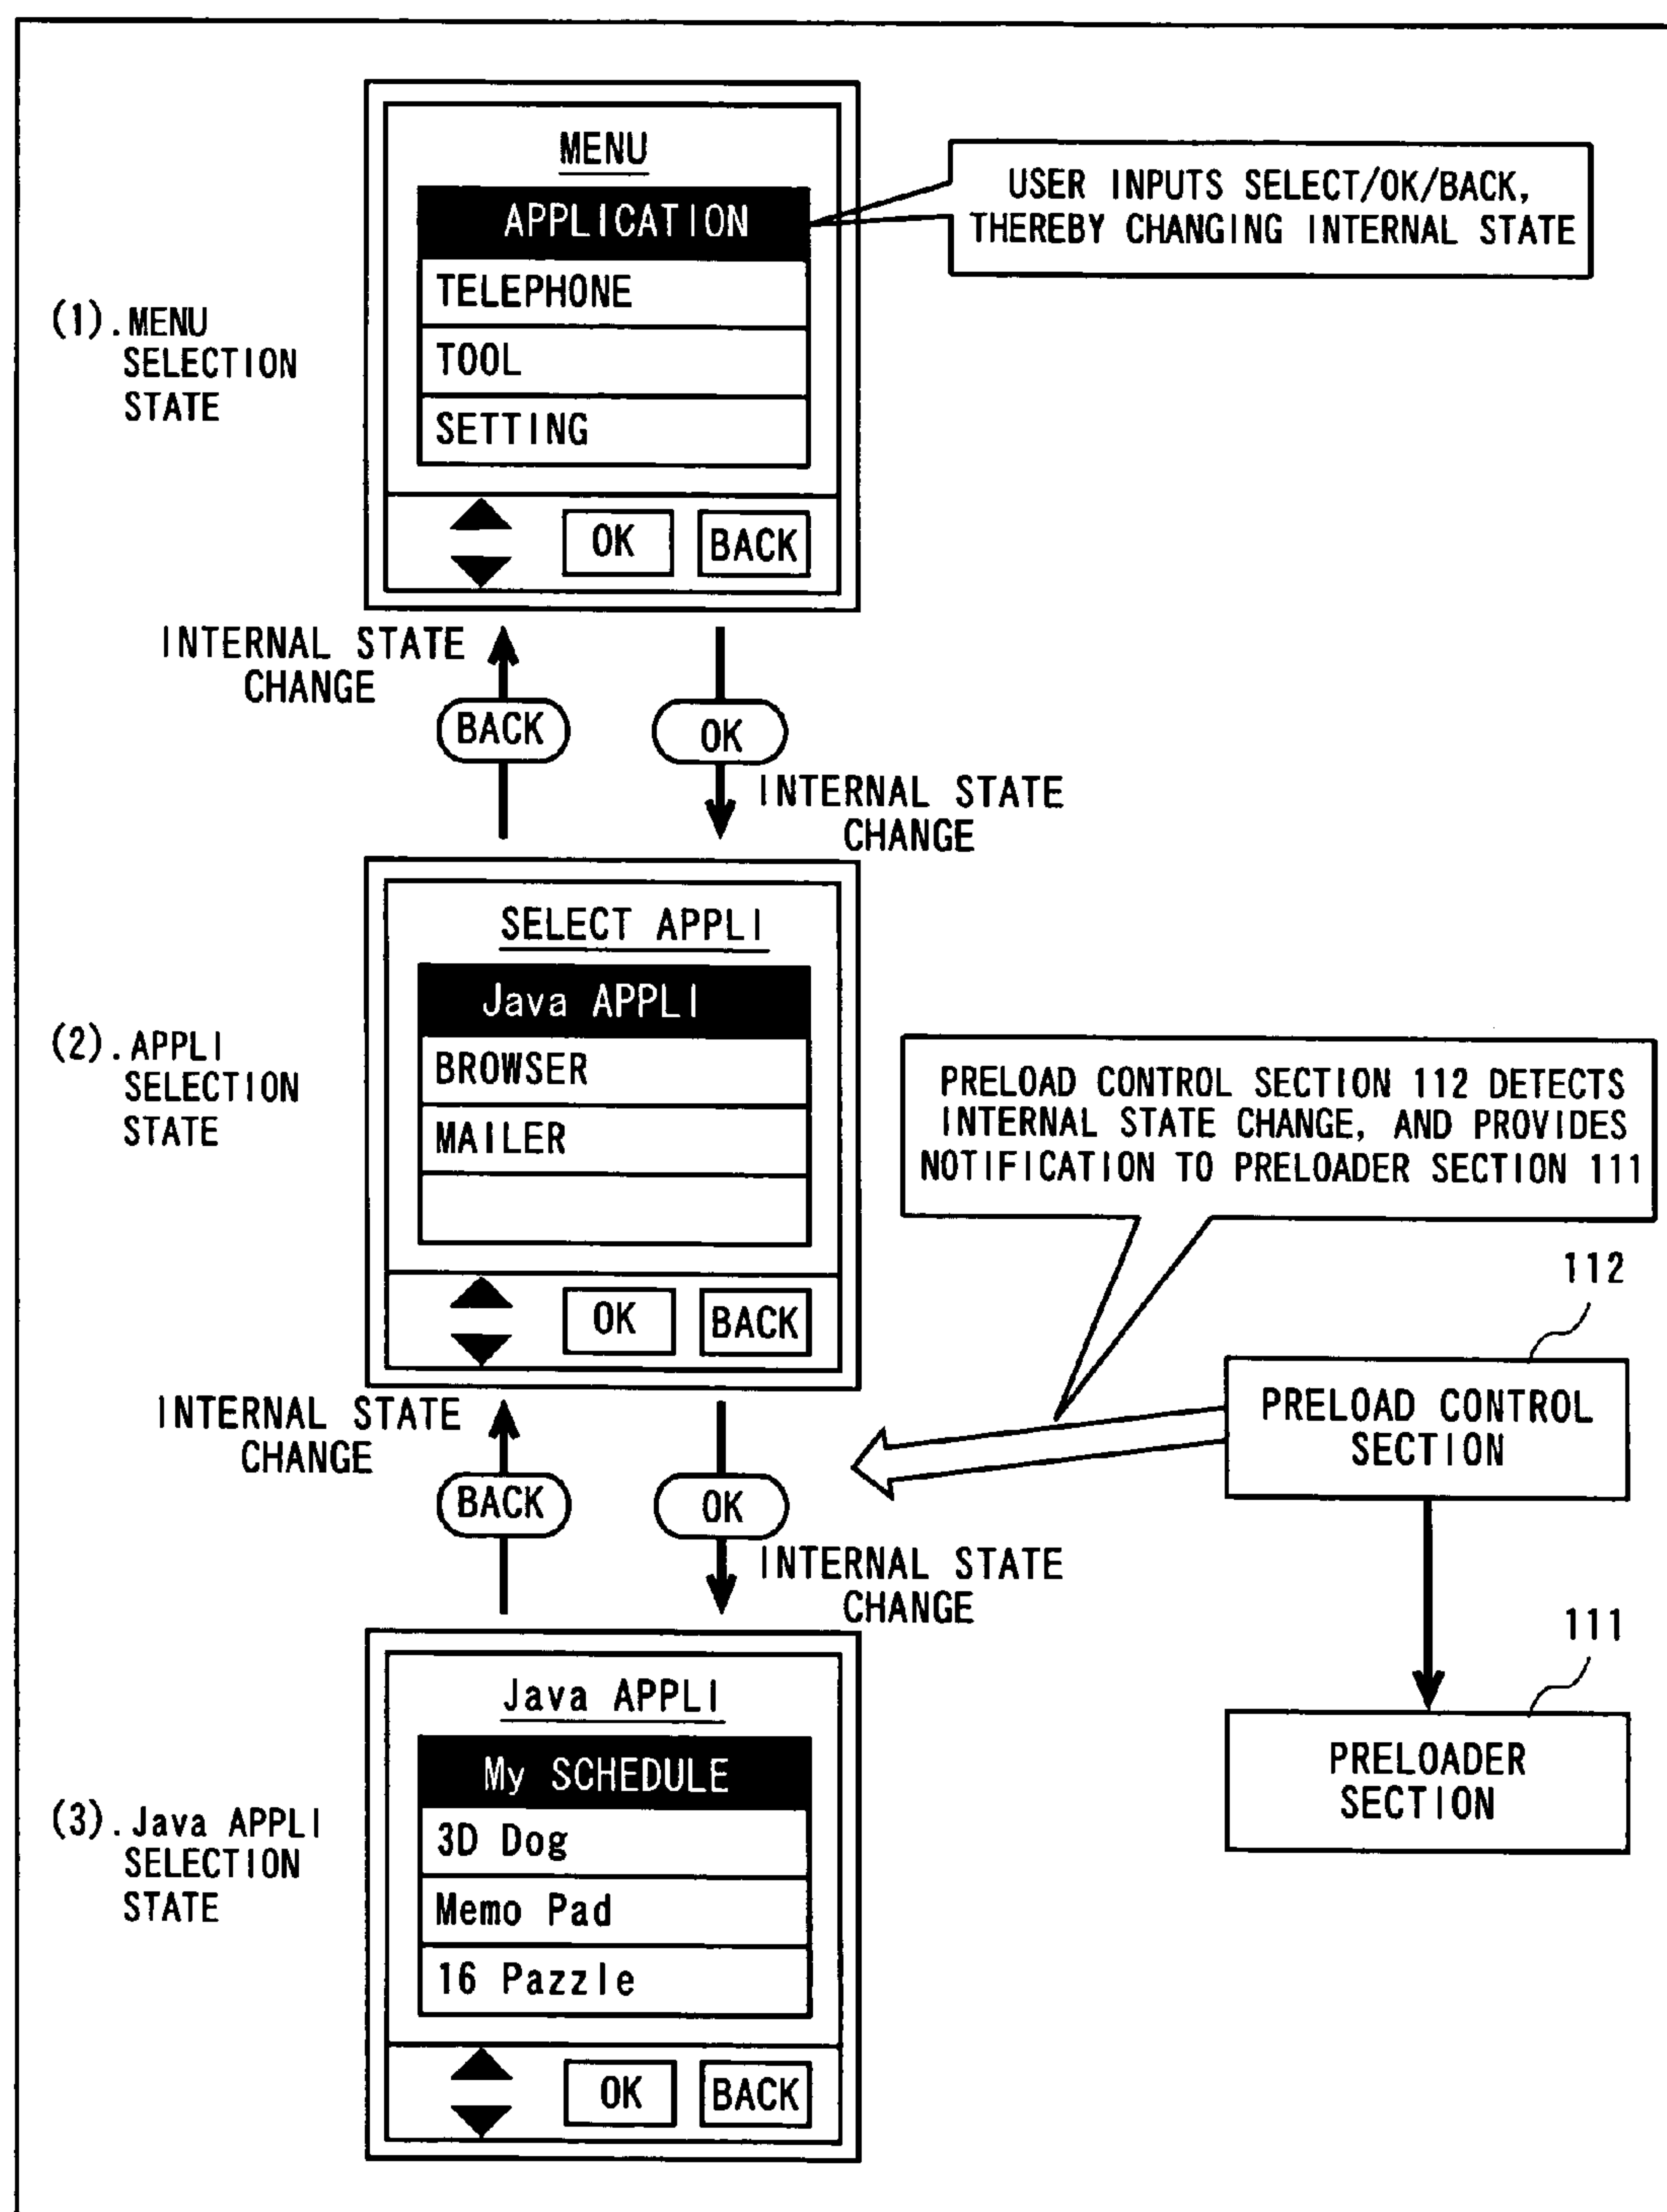 MENU
APPLICATION
TELEPHONE
TOOL
SETTING
OK
BACK
USER INPUTS SELECT/OK/BACK,
THEREBY CHANGING INTERNAL STATE
(1).MENU
SELECTION
STATE
INTERNAL STATE
CHANGE
BACK
OK
INTERNAL STATE
CHANGE
SELECT APPLI
Java APPLI
BROWSER
MAILER
OK
BACK
(2).APPLI
SELECTION
STATE
PRELOAD CONTROL SECTION 112 DETECTS
INTERNAL STATE CHANGE, AND PROVIDES
NOTIFICATION TO PRELOADER SECTION 111
112
PRELOAD CONTROL
SECTION
INTERNAL STATE
CHANGE
BACK
OK
INTERNAL STATE
CHANGE
111
PRELOADER
SECTION
Java APPLI
My SCHEDULE
3D Dog
Memo Pad
16 Pazzle
OK
BACK
(3).Java APPLI
SELECTION
STATE